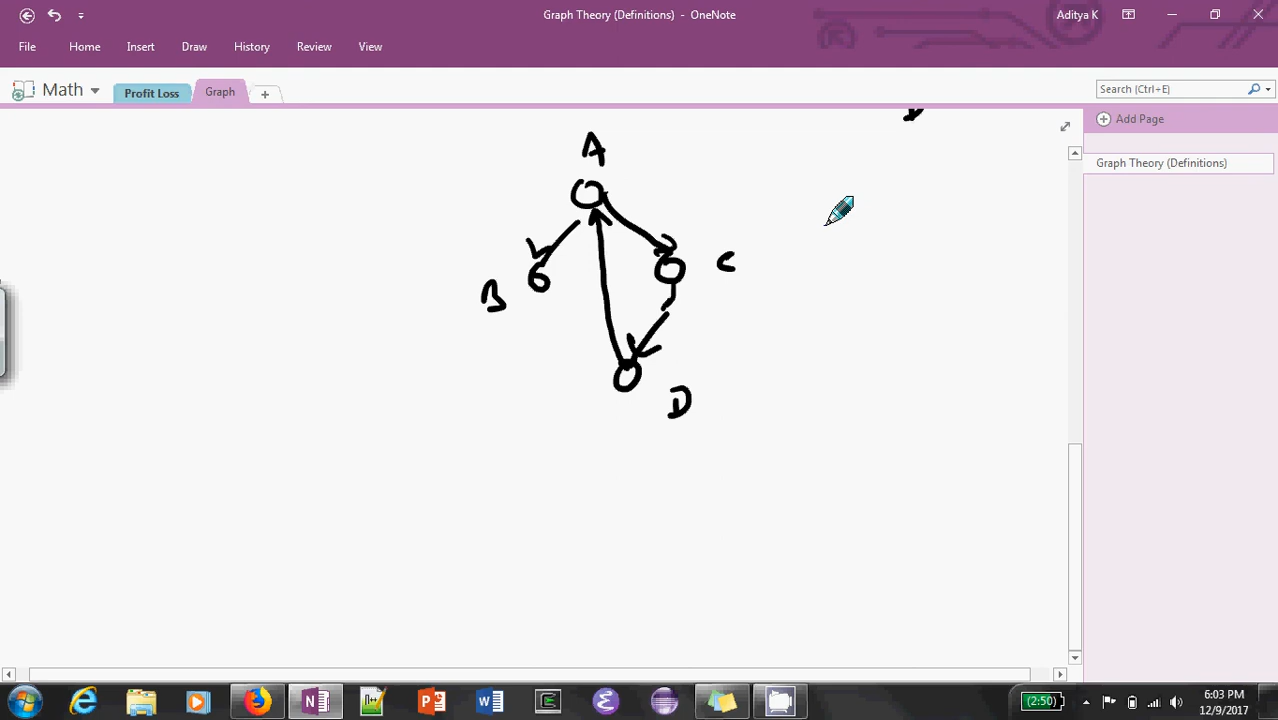 Graph Theory (Definitions) - OneNote
Aditya K
File Home Insert Draw History Review View
Math
Profit Loss
Graph
Search (Ctrl+E)
Add Page
Graph Theory (Definitions)
A
B
C
D
(2:50)
6:03 PM
12/9/2017